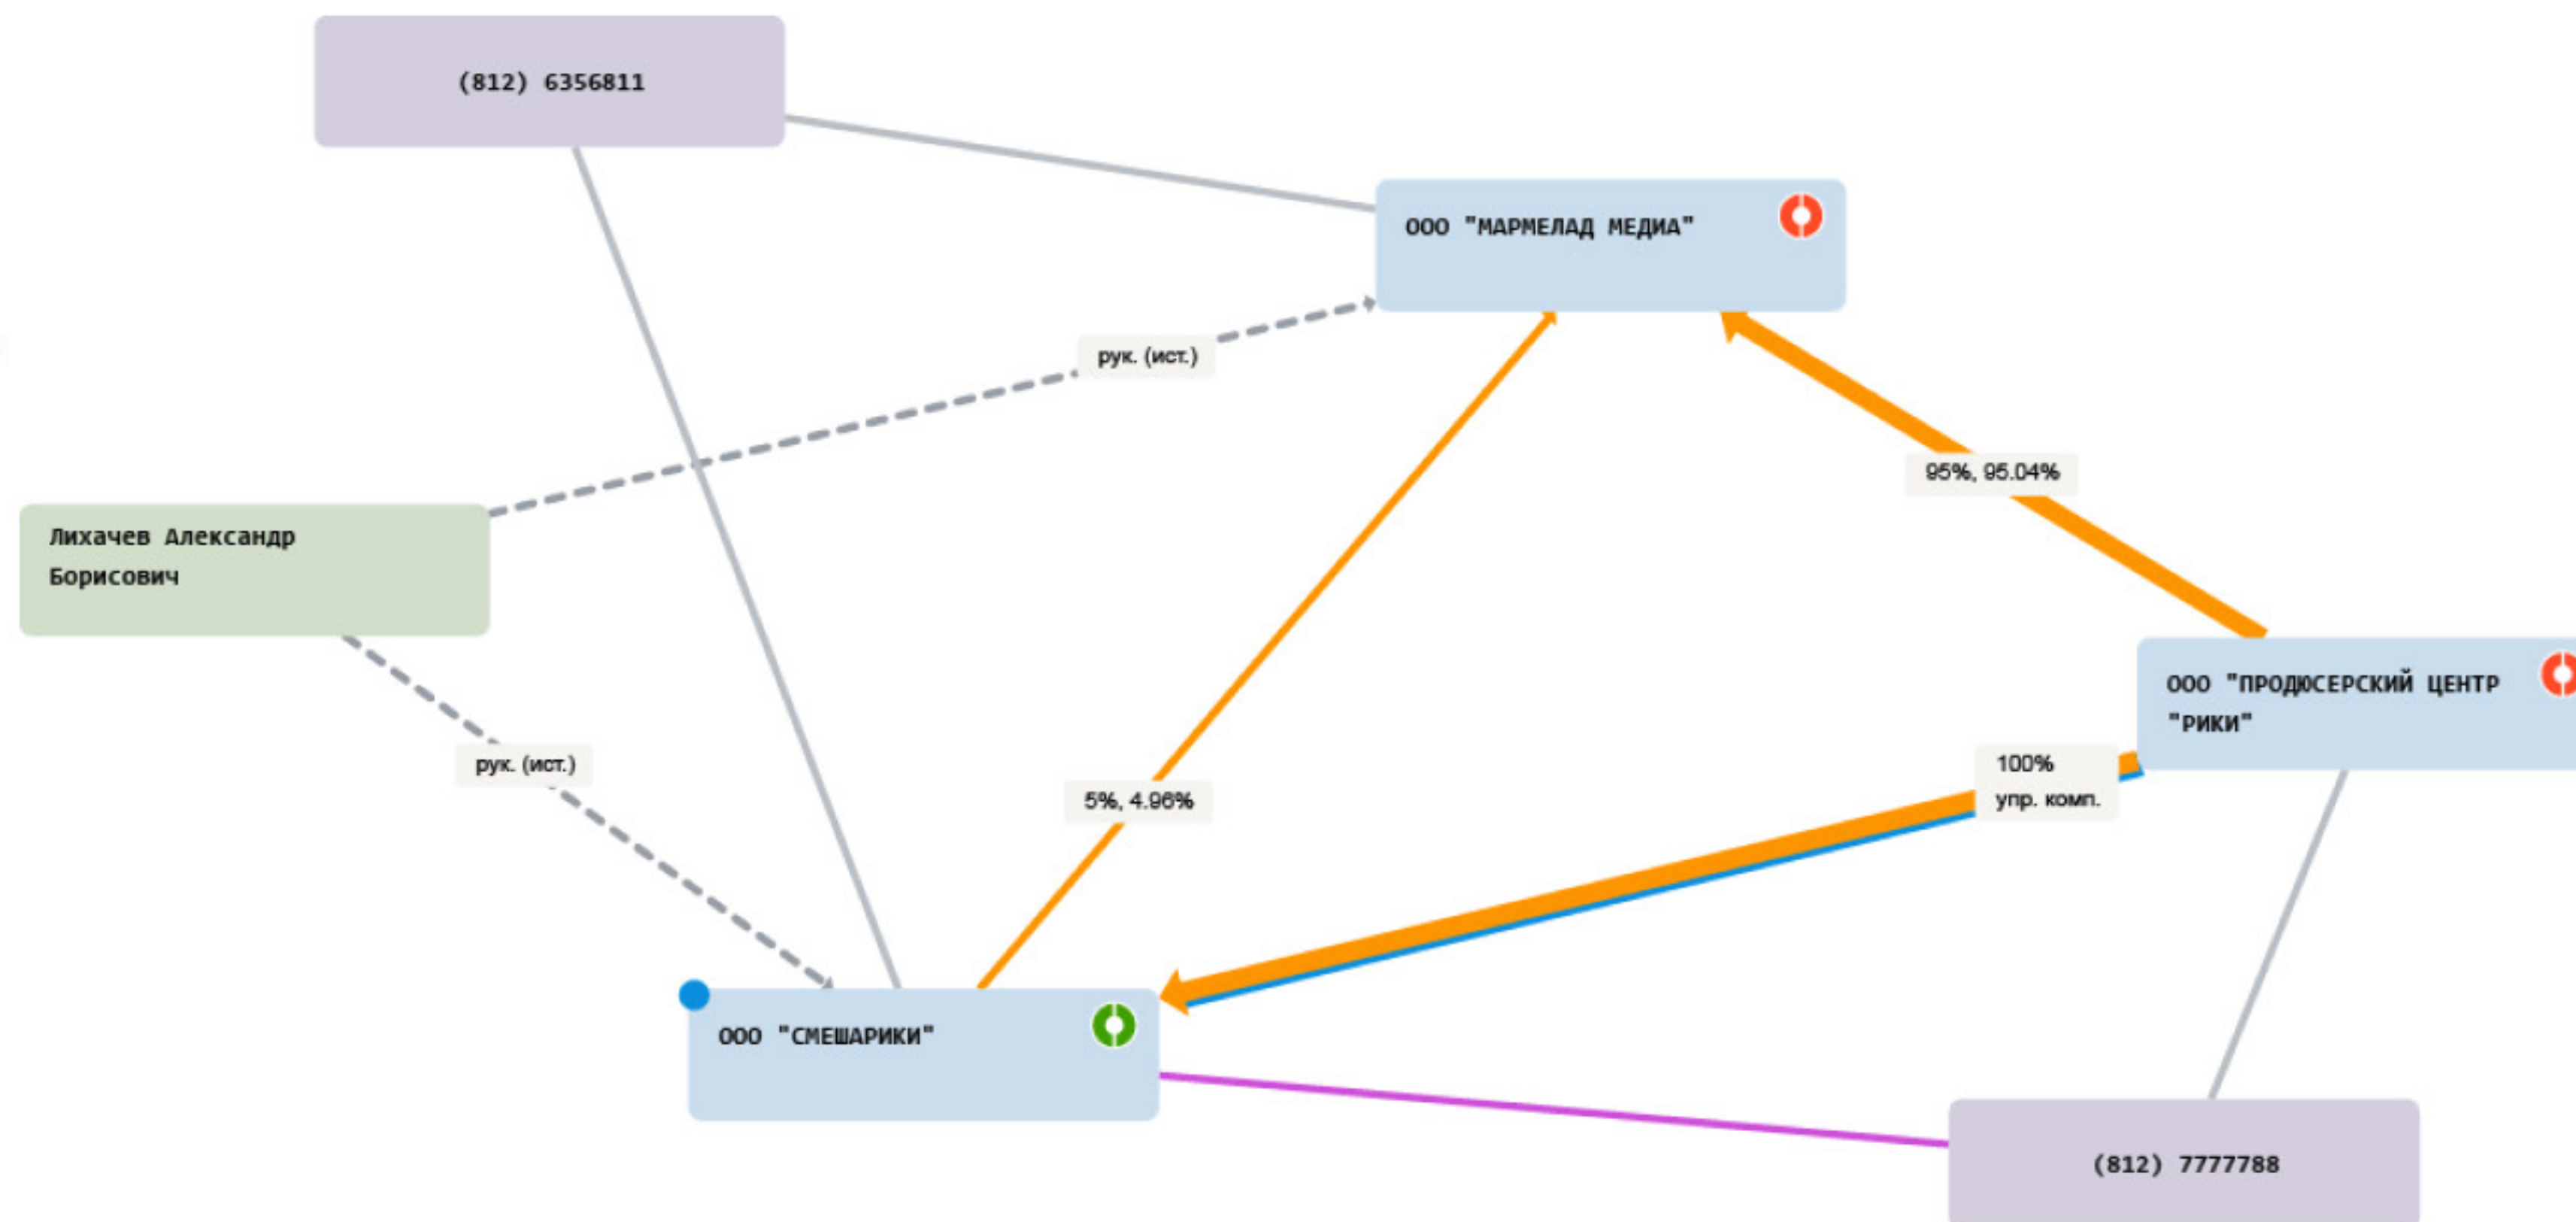 (812) 6356811
ООО "МАРМЕЛАД МЕДИА"
рук. (ист.)
95%, 95.04%
Лихачев Александр
Борисович
ООО "ПРОДЮСЕРСКИЙ ЦЕНТР
"РИКИ"
рук. (ист.)
5%, 4.96%
100%
упр. комп.
ООО "СМЕШАРИКИ"
(812) 7777788